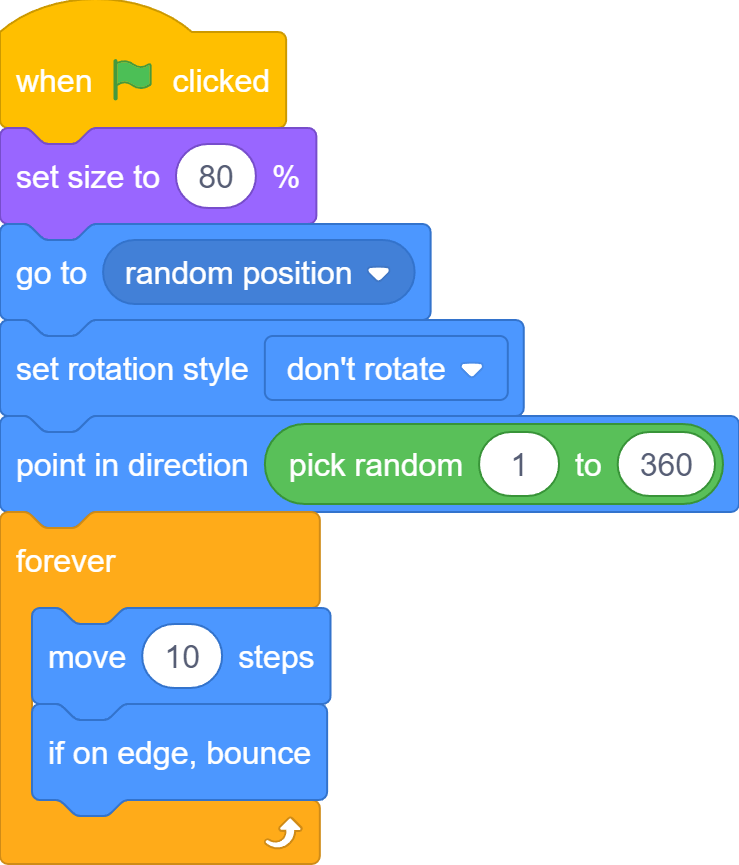 when clicked
set size to 80 %
go to random position
set rotation style don't rotate
point in direction pick random 1 to 360
forever
move 10 steps
if on edge, bounce